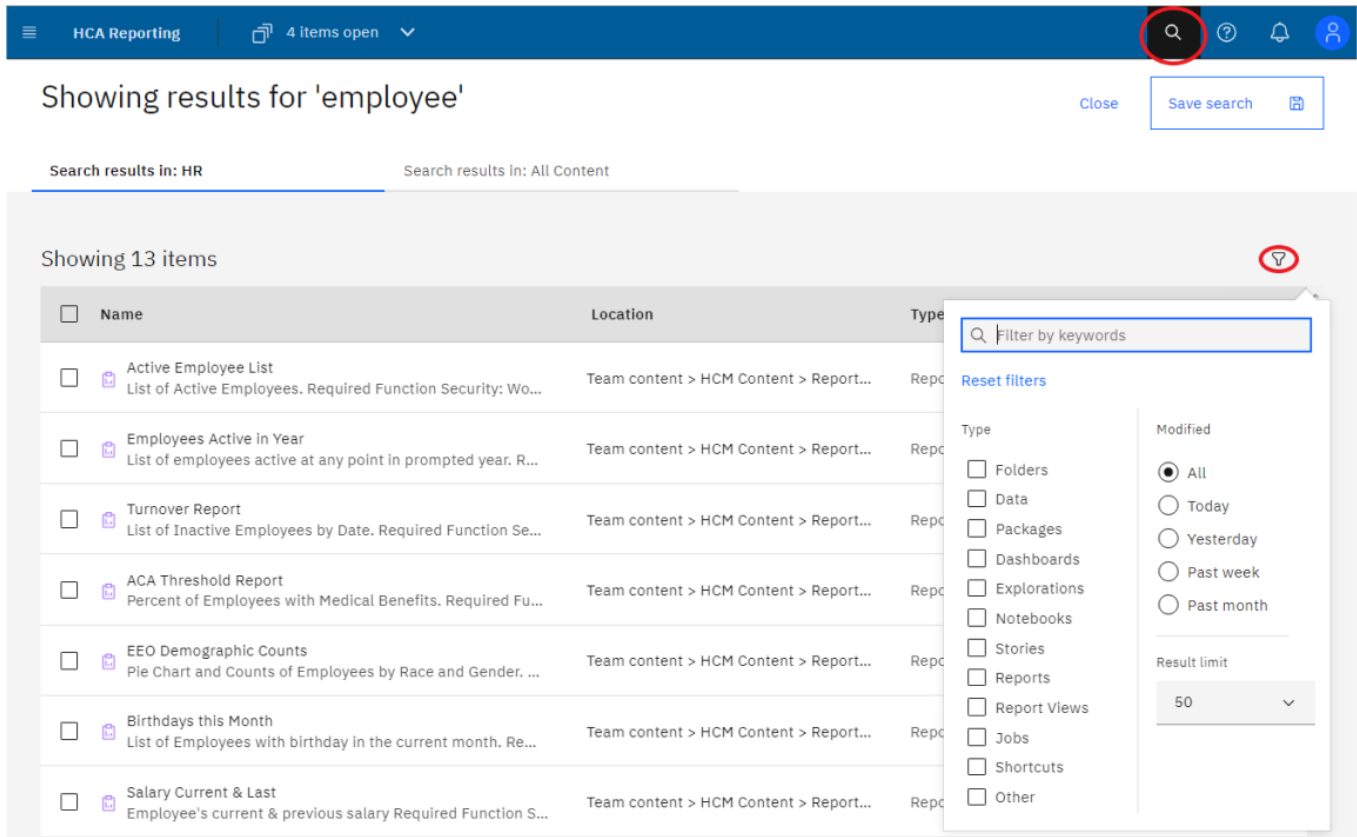 HCA Reporting 4 items open
Showing results for 'employee'
Close Save search
Search results in: HR Search results in: All Content
Showing 13 items
Name Location Type
Active Employee List
List of Active Employees. Required Function Security: Wo...
Team content > HCM Content > Report... Repo
Employees Active in Year
List of employees active at any point in prompted year. R...
Team content > HCM Content > Report... Repo
Turnover Report
List of Inactive Employees by Date. Required Function Se...
Team content > HCM Content > Report... Repo
ACA Threshold Report
Percent of Employees with Medical Benefits. Required Fu...
Team content > HCM Content > Report... Repo
EEO Demographic Counts
Pie Chart and Counts of Employees by Race and Gender. ...
Team content > HCM Content > Report... Repo
Birthdays this Month
List of Employees with birthday in the current month. Re...
Team content > HCM Content > Report... Repo
Salary Current & Last
Employee's current & previous salary Required Function S...
Team content > HCM Content > Report... Repo
Filter by keywords
Reset filters
Type
Folders
Data
Packages
Dashboards
Explorations
Notebooks
Stories
Reports
Report Views
Jobs
Shortcuts
Other
Modified
All
Today
Yesterday
Past week
Past month
Result limit
50